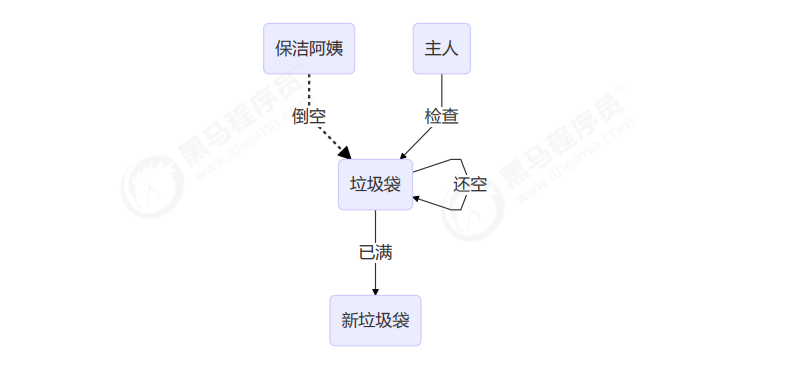 保洁阿姨
主人
倒空
检查
垃圾袋
还空
已满
新垃圾袋
黑马程序员
www.itheima.com
黑马程序员
www.itheima.com